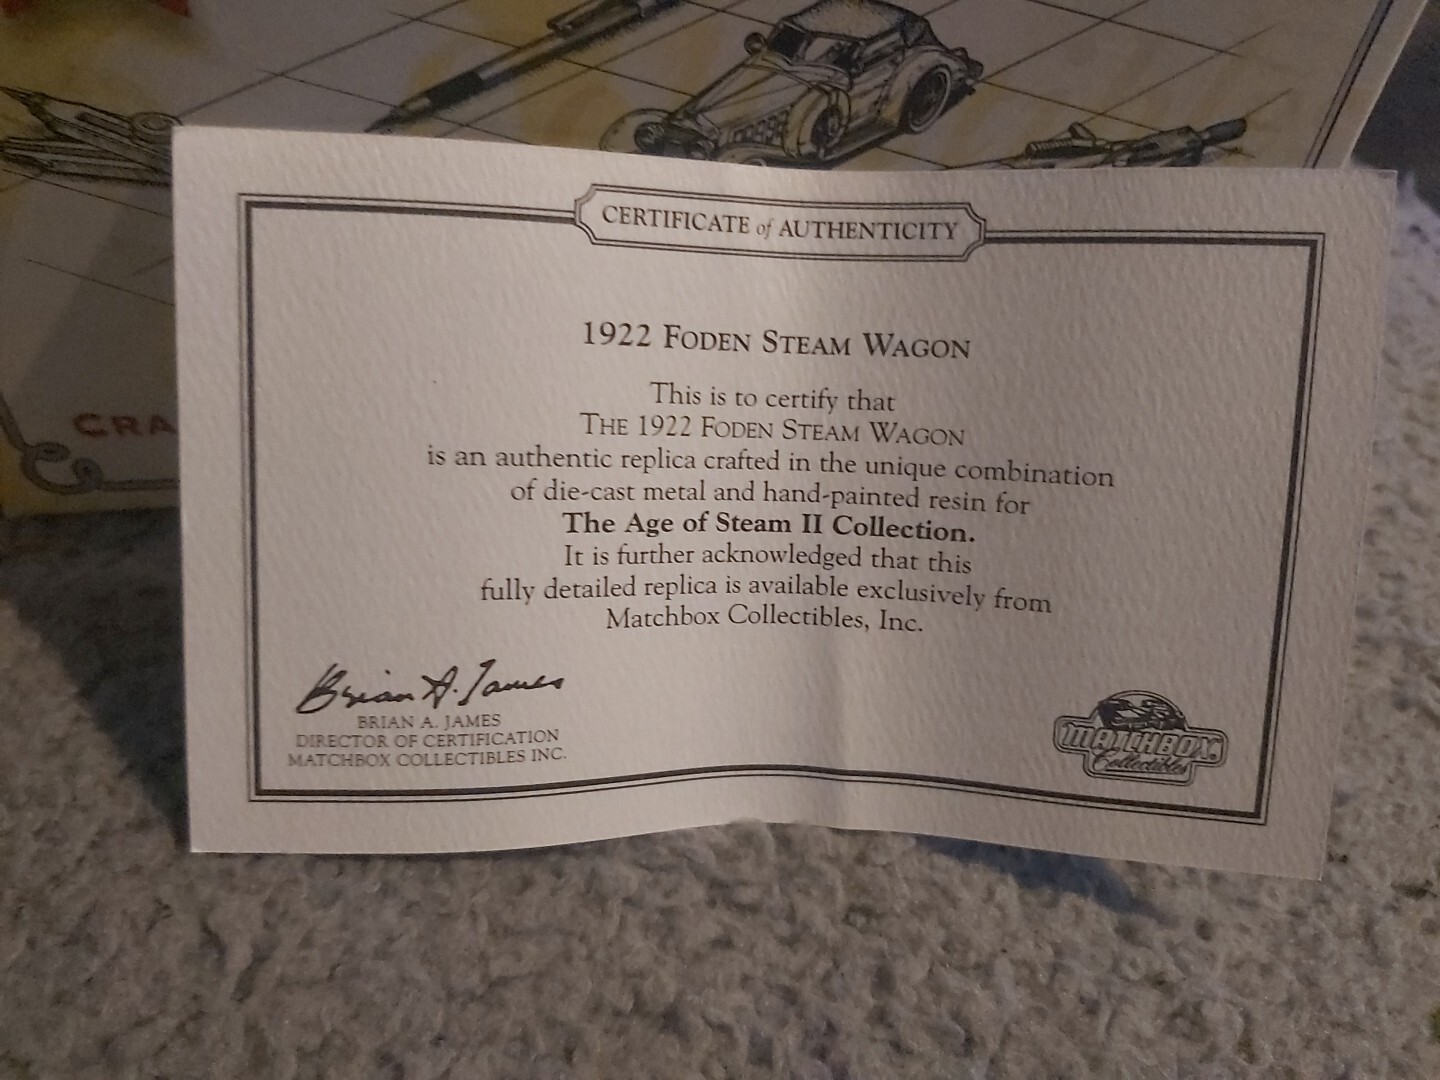 CERTIFICATE of AUTHENTICITY
1922 FODEN STEAM WAGON
This is to certify that
THE 1922 FODEN STEAM WAGON
is an authentic replica crafted in the unique combination
of die-cast metal and hand-painted resin for
The Age of Steam II Collection.
It is further acknowledged that this
fully detailed replica is available exclusively from
Matchbox Collectibles, Inc.
Brian A. James
BRIAN A. JAMES
DIRECTOR OF CERTIFICATION
MATCHBOX COLLECTIBLES INC.
MATCHBOX
Collectibles
CRA